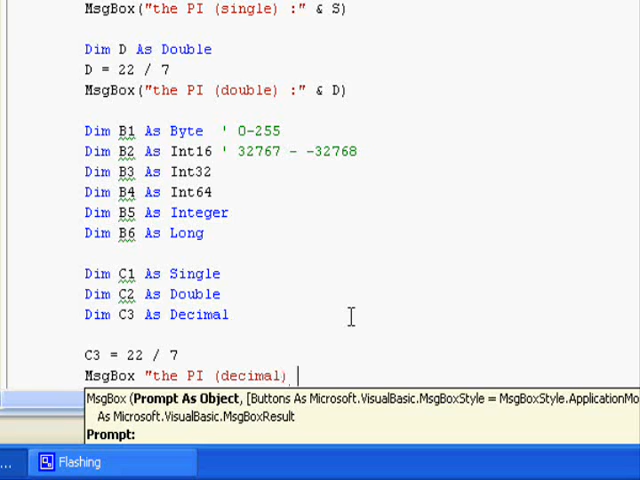 MsgBox("the PI (single) :" & S)
Dim D As Double
D = 22 / 7
MsgBox("the PI (double) :" & D)
Dim B1 As Byte ' 0-255
Dim B2 As Int16 ' 32767 - -32768
Dim B3 As Int32
Dim B4 As Int64
Dim B5 As Integer
Dim B6 As Long
Dim C1 As Single
Dim C2 As Double
Dim C3 As Decimal
C3 = 22 / 7
MsgBox "the PI (decimal)
MsgBox (Prompt As Object, [Buttons As Microsoft.VisualBasic.MsgBoxStyle = MsgBoxStyle.ApplicationMo
As Microsoft.VisualBasic.MsgBoxResult
Prompt:
... Flashing